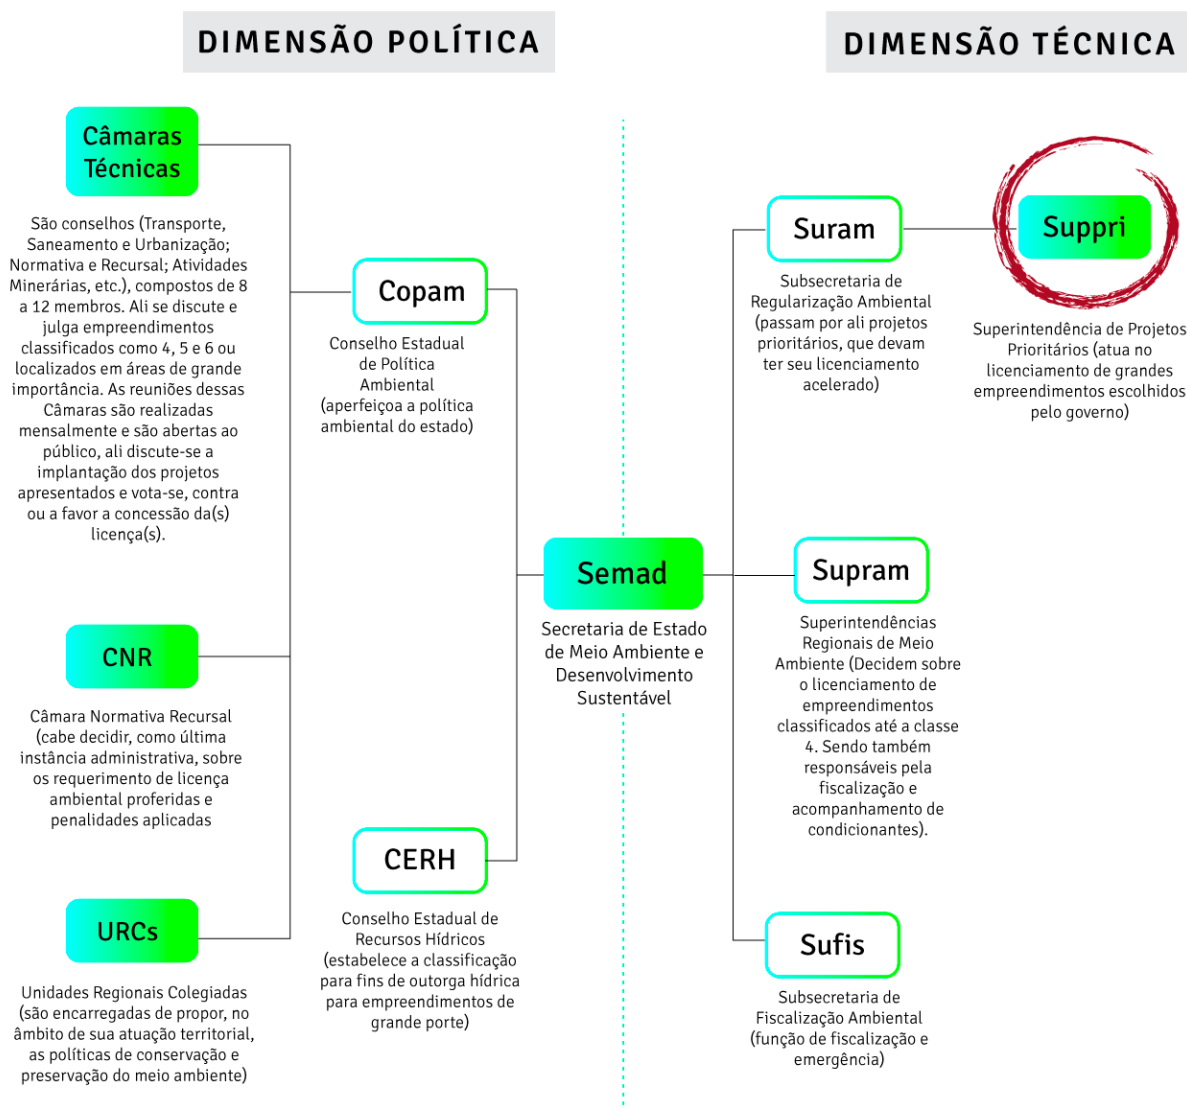 DIMENSÃO POLÍTICA
DIMENSÃO TÉCNICA
Câmaras
Técnicas
São conselhos (Transporte,
Saneamento e Urbanização;
Normativa e Recursal; Atividades
Minerárias, etc.), compostos de 8
a 12 membros. Ali se discute e
julga empreendimentos
classificados como 4, 5 e 6 ou
localizados em áreas de grande
importância. As reuniões dessas
Câmaras são realizadas
mensalmente e são abertas ao
público, ali discute-se a
implantação dos projetos
apresentados e vota-se, contra
ou a favor a concessão da(s)
licença(s).
CNR
Câmara Normativa Recursal
(cabe decidir, como última
instância administrativa, sobre
os requerimento de licença
ambiental proferidas e
penalidades aplicadas
URCs
Unidades Regionais Colegiadas
(são encarregadas de propor, no
âmbito de sua atuação territorial,
as políticas de conservação e
preservação do meio ambiente)
Copam
Conselho Estadual
de Política
Ambiental
(aperfeiçoa a política
ambiental do estado)
CERH
Conselho Estadual de
Recursos Hídricos
(estabelece a classificação
para fins de outorga hídrica
para empreendimentos de
grande porte)
Semad
Secretaria de Estado
de Meio Ambiente e
Desenvolvimento
Sustentável
Suram
Subsecretaria de
Regularização Ambiental
(passam por ali projetos
prioritários, que devam
ter seu licenciamento
acelerado)
Suppri
Superintendência de Projetos
Prioritários (atua no
licenciamento de grandes
empreendimentos escolhidos
pelo governo)
Supram
Superintendências
Regionais de Meio
Ambiente (Decidem sobre
o licenciamento de
empreendimentos
classificados até a classe
4. Sendo também
responsáveis pela
fiscalização e
acompanhamento de
condicionantes).
Sufis
Subsecretaria de
Fiscalização Ambiental
(função de fiscalização e
emergência)